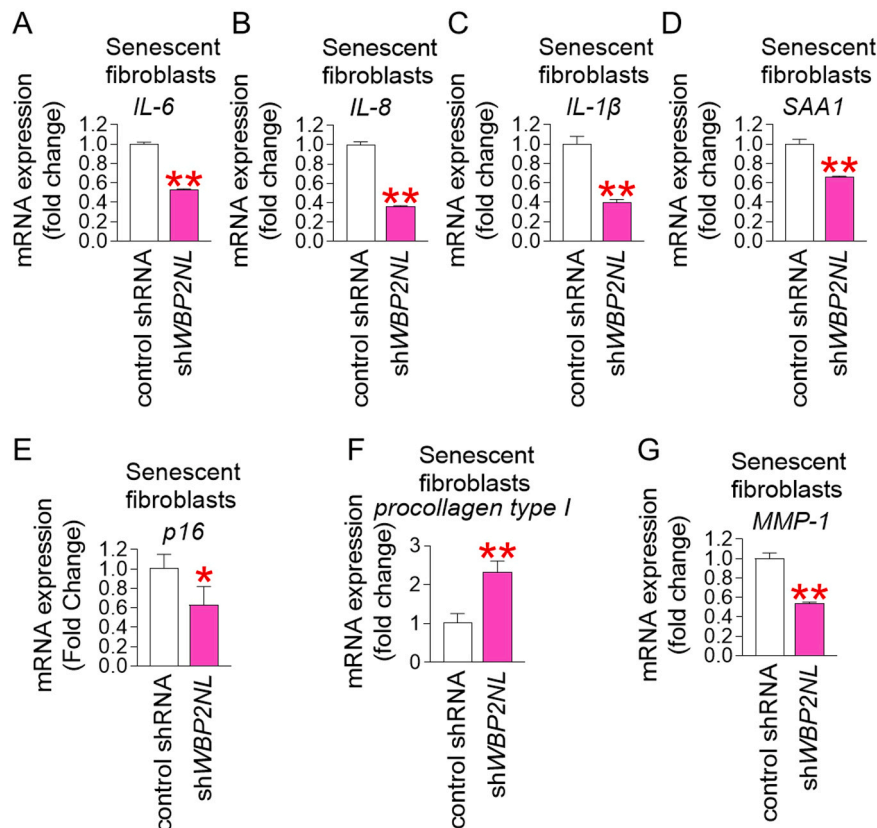 A
Senescent
fibroblasts
IL-6
mRNA expression
(fold change)
1.2
1.0
0.8
0.6
0.4
0.2
0.0
**
control shRNA
shWBP2NL
B
Senescent
fibroblasts
IL-8
mRNA expression
(fold change)
1.2
1.0
0.8
0.6
0.4
0.2
0.0
**
control shRNA
shWBP2NL
C
Senescent
fibroblasts
IL-1β
mRNA expression
(fold change)
1.2
1.0
0.8
0.6
0.4
0.2
0.0
**
control shRNA
shWBP2NL
D
Senescent
fibroblasts
SAA1
mRNA expression
(fold change)
1.2
1.0
0.8
0.6
0.4
0.2
0.0
**
control shRNA
shWBP2NL
E
Senescent
fibroblasts
p16
mRNA expression
(Fold Change)
1.2
1.0
0.8
0.6
0.4
0.2
0.0
*
control shRNA
shWBP2NL
F
Senescent
fibroblasts
procollagen type I
mRNA expression
(fold change)
3
2
1
0
**
control shRNA
shWBP2NL
G
Senescent
fibroblasts
MMP-1
mRNA expression
(fold change)
1.2
1.0
0.8
0.6
0.4
0.2
0.0
**
control shRNA
shWBP2NL